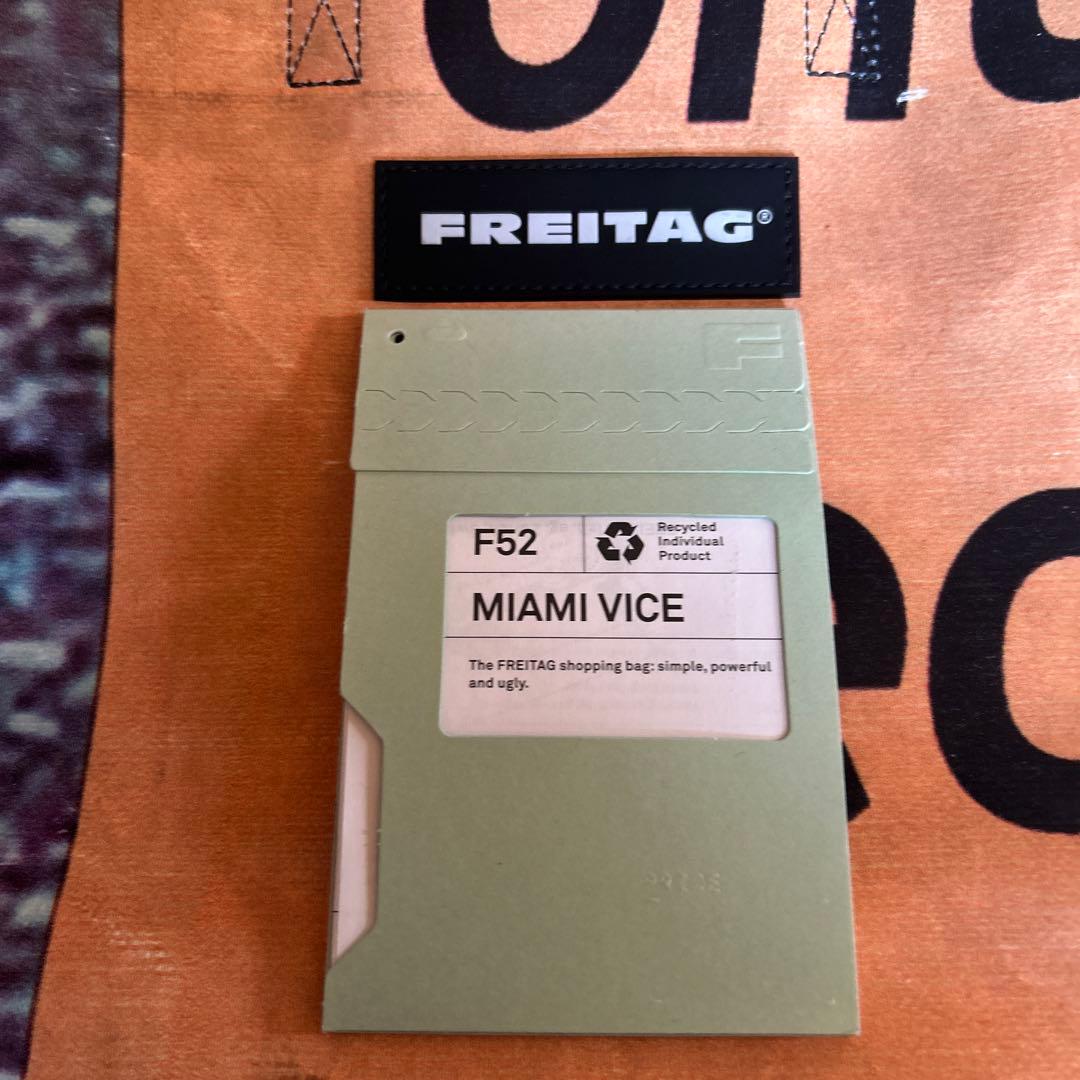 FREITAG®
F
F52
Recycled
Individual
Product
MIAMI VICE
The FREITAG shopping bag: simple, powerful
and ugly.